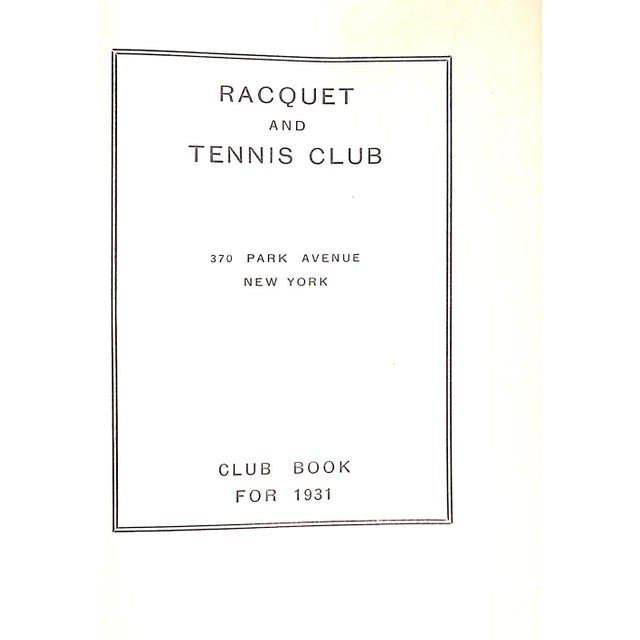 RACQUET
AND
TENNIS CLUB
370 PARK AVENUE
NEW YORK
CLUB BOOK
FOR 1931